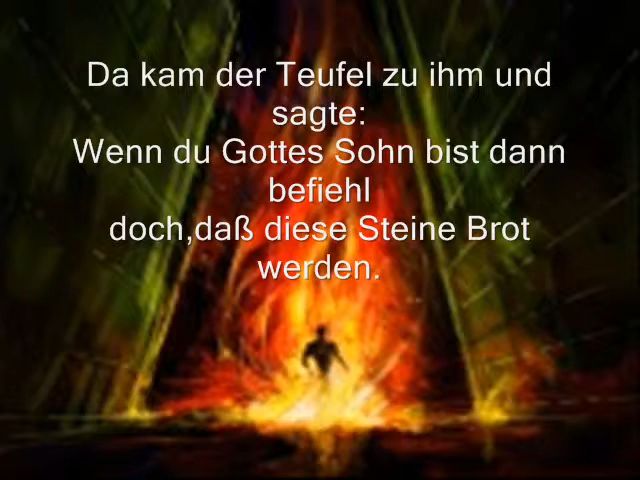 Da kam der Teufel zu ihm und
sagte:
Wenn du Gottes Sohn bist dann
befiehl
doch,daß diese Steine Brot
werden.